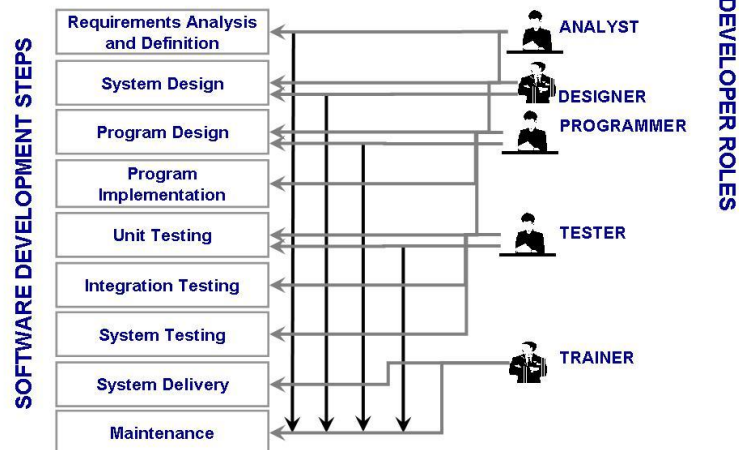 SOFTWARE DEVELOPMENT STEPS
Requirements Analysis
and Definition
System Design
Program Design
Program
Implementation
Unit Testing
Integration Testing
System Testing
System Delivery
Maintenance
ANALYST
DESIGNER
PROGRAMMER
TESTER
TRAINER
DEVELOPER ROLES